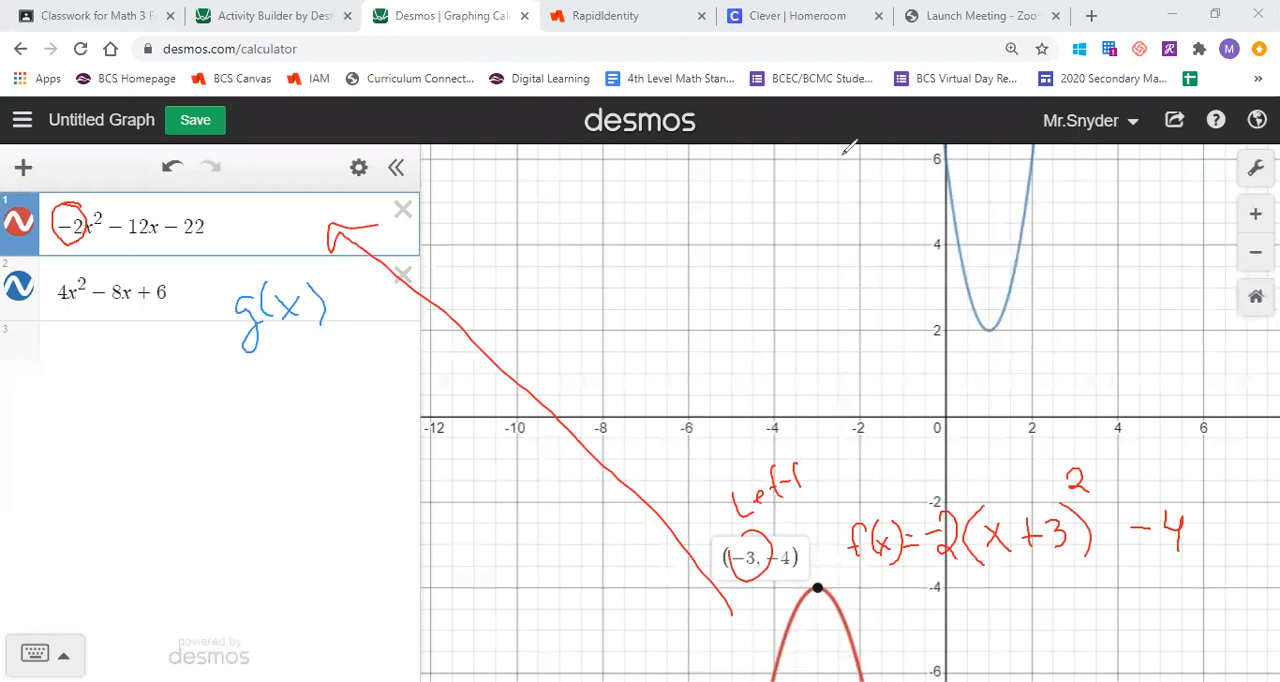 Classwork for Math 3 F
Activity Builder by Desm
Desmos | Graphing Calc
RapidIdentity
Clever | Homeroom
Launch Meeting - Zoom
desmos.com/calculator
M
Apps
BCS Homepage
BCS Canvas
IAM
Curriculum Connect...
Digital Learning
4th Level Math Stan...
BCEC/BCMC Stude...
BCS Virtual Day Re...
2020 Secondary Ma...
»
Untitled Graph
Save
desmos
Mr.Snyder
1
−2x² − 12x − 22
2
4x² − 8x + 6
g(x)
3
6
4
2
-12 -10 -8 -6 -4 -2 0 2 4 6
-2
-4
-6
Left
(−3, −4)
f(x)=-2(x+3)² -4
powered by
desmos